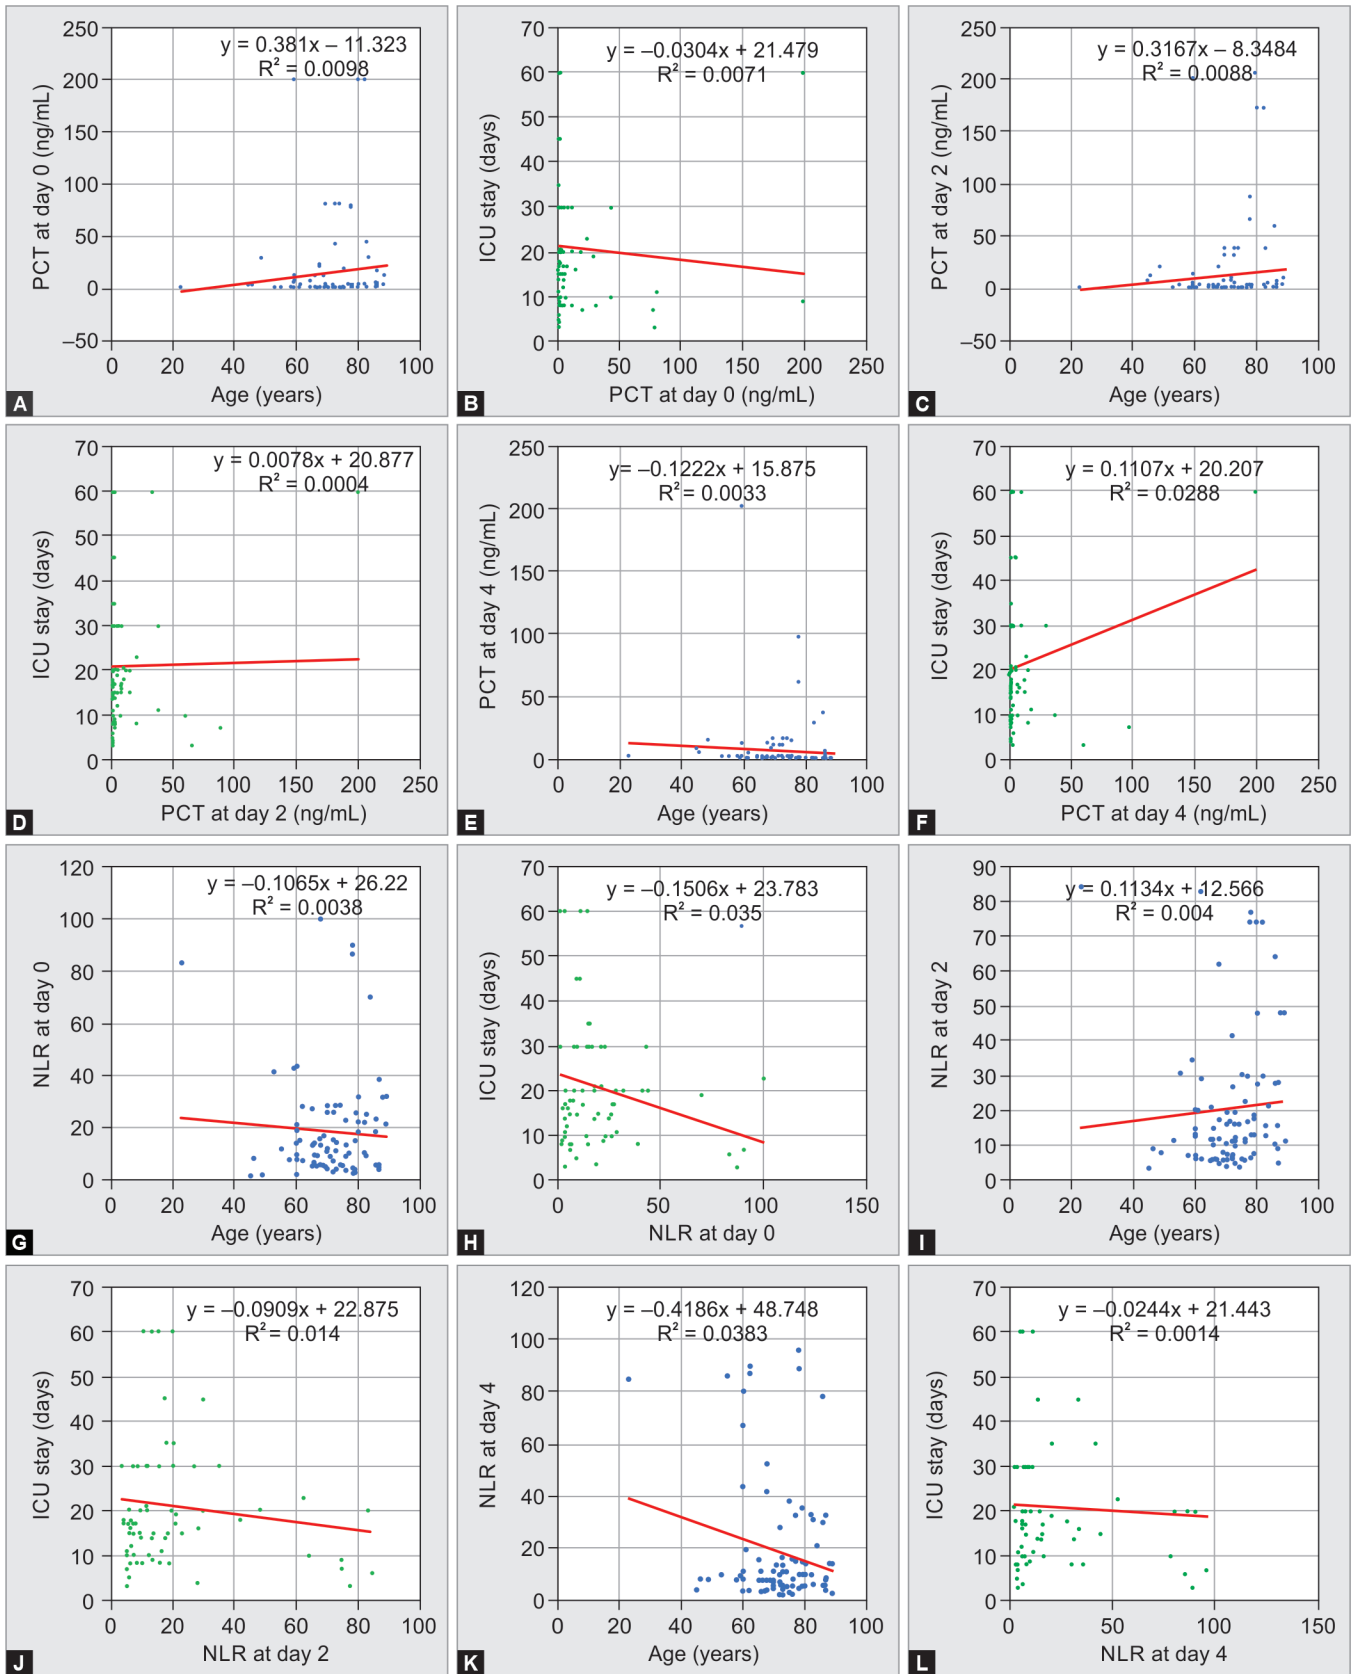 250
200
150
100
50
0
–50
0 20 40 60 80 100
PCT at day 0 (ng/mL)
Age (years)
y = 0.381x – 11.323
R² = 0.0098
A
70
60
50
40
30
20
10
0
0 50 100 150 200 250
ICU stay (days)
PCT at day 0 (ng/mL)
y = –0.0304x + 21.479
R² = 0.0071
B
250
200
150
100
50
0
–50
0 20 40 60 80 100
PCT at day 2 (ng/mL)
Age (years)
y = 0.3167x – 8.3484
R² = 0.0088
C
70
60
50
40
30
20
10
0
0 50 100 150 200 250
ICU stay (days)
PCT at day 2 (ng/mL)
y = 0.0078x + 20.877
R² = 0.0004
D
250
200
150
100
50
0
0 20 40 60 80 100
PCT at day 4 (ng/mL)
Age (years)
y= –0.1222x + 15.875
R² = 0.0033
E
70
60
50
40
30
20
10
0
0 50 100 150 200 250
ICU stay (days)
PCT at day 4 (ng/mL)
y = 0.1107x + 20.207
R² = 0.0288
F
120
100
80
60
40
20
0
0 20 40 60 80 100
NLR at day 0
Age (years)
y = –0.1065x + 26.22
R² = 0.0038
G
70
60
50
40
30
20
10
0
0 50 100 150
ICU stay (days)
NLR at day 0
y = –0.1506x + 23.783
R² = 0.035
H
90
80
70
60
50
40
30
20
10
0
0 20 40 60 80 100
NLR at day 2
Age (years)
y = 0.1134x + 12.566
R² = 0.004
I
70
60
50
40
30
20
10
0
0 20 40 60 80 100
ICU stay (days)
NLR at day 2
y = –0.0909x + 22.875
R² = 0.014
J
120
100
80
60
40
20
0
0 20 40 60 80 100
NLR at day 4
Age (years)
y = –0.4186x + 48.748
R² = 0.0383
K
70
60
50
40
30
20
10
0
0 50 100 150
ICU stay (days)
NLR at day 4
y = –0.0244x + 21.443
R² = 0.0014
L